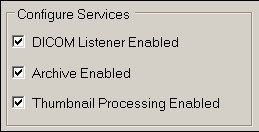 Configure Services
DICOM Listener Enabled
Archive Enabled
Thumbnail Processing Enabled